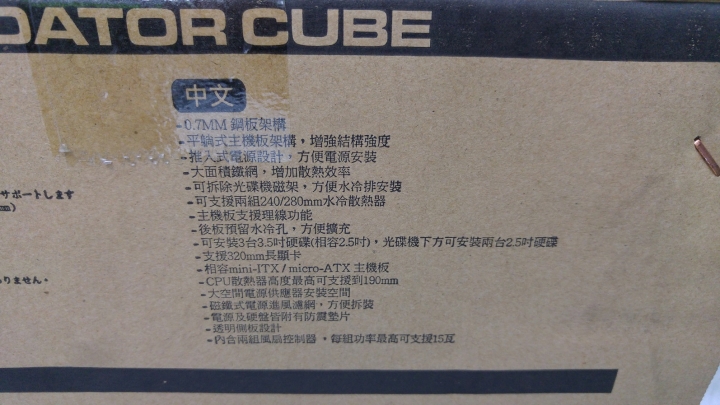 DATOR CUBE
中文
-0.7MM 鋼板架構
-平躺式主機板架構，增強結構強度
-推入式電源設計，方便電源安裝
-大面積鐵網，增加散熱效率
-可拆除光碟機磁架，方便水冷排安裝
-可支援兩組240/280mm水冷散熱器
-主機板支援理線功能
-後板預留水冷孔，方便擴充
-可安裝3台3.5吋硬碟(相容2.5吋)，光碟機下方可安裝兩台2.5吋硬碟
-支援320mm長顯卡
-相容mini-ITX / micro-ATX 主機板
-CPU散熱器高度最高可支援到190mm
-大空間電源供應器安裝空間
-磁鐵式電源進風濾網，方便拆裝
-電源及硬盤皆附有防震墊片
-透明側板設計
-內含兩組風扇控制器，每組功率最高可支援15瓦
サポートします
mm)
ありません。